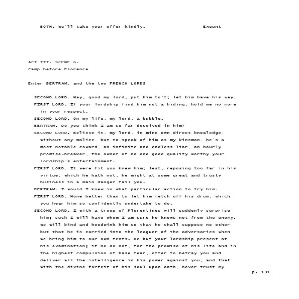 BOTH. We'll take your offer kindly. Exeunt
ACT III. SCENE 6.
Camp before Florence
Enter BERTRAM, and the two FRENCH LORDS
SECOND LORD. Nay, good my lord, put him to't; let him have his way.
FIRST LORD. If your lordship find him not a hilding, hold me no more
in your respect.
SECOND LORD. On my life, my lord, a bubble.
BERTRAM. Do you think I am so far deceived in him?
SECOND LORD. Believe it, my lord, in mine own direct knowledge,
without any malice, but to speak of him as my kinsman, he's a
most notable coward, an infinite and endless liar, an hourly
promise-breaker, the owner of no one good quality worthy your
lordship's entertainment.
FIRST LORD. It were fit you knew him; lest, reposing too far in his
virtue, which he hath not, he might at some great and trusty
business in a main danger fail you.
BERTRAM. I would I knew in what particular action to try him.
FIRST LORD. None better than to let him fetch off his drum, which
you hear him so confidently undertake to do.
SECOND LORD. I with a troop of Florentines will suddenly surprise
him; such I will have whom I am sure he knows not from the enemy.
We will bind and hoodwink him so that he shall suppose no other
but that he is carried into the leaguer of the adversaries when
we bring him to our own tents. Be but your lordship present at
his examination; if he do not, for the promise of his life and in
the highest compulsion of base fear, offer to betray you and
deliver all the intelligence in his power against you, and that
with the divine forfeit of his soul upon oath, never trust my